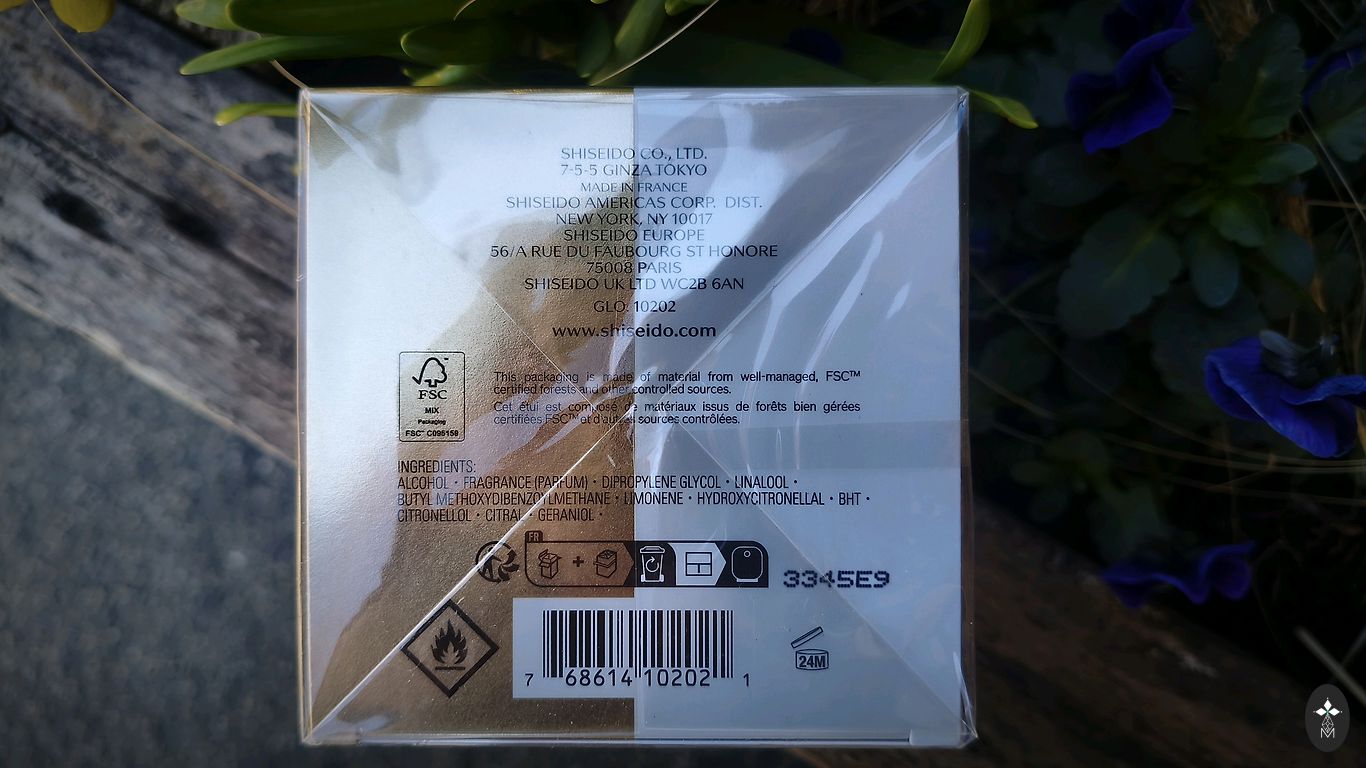 SHISEIDO CO., LTD.
7-5-5 GINZA TOKYO
MADE IN FRANCE
SHISEIDO AMERICAS CORP. DIST.
NEW YORK, NY 10017
SHISEIDO EUROPE
56/A RUE DU FAUBOURG ST HONORE
75008 PARIS
SHISEIDO UK LTD WC2B 6AN
GLO. 10202
www.shiseido.com
FSC™
MIX
Packaging
FSC™ C095159
This packaging is made of material from well-managed, FSC™
certified forests and other controlled sources.
Cet étui est composé de matériaux issus de forêts bien gérées
certifiées FSC™ et d'autres sources contrôlées.
INGREDIENTS:
ALCOHOL · FRAGRANCE (PARFUM) · DIPROPYLENE GLYCOL · LINALOOL ·
BUTYL METHOXYDIBENZOYLMETHANE · LIMONENE · HYDROXYCITRONELLAL · BHT ·
CITRONELLOL · CITRAL · GERANIOL ·
FR
3345E9
7 68614 10202 1
24M
M